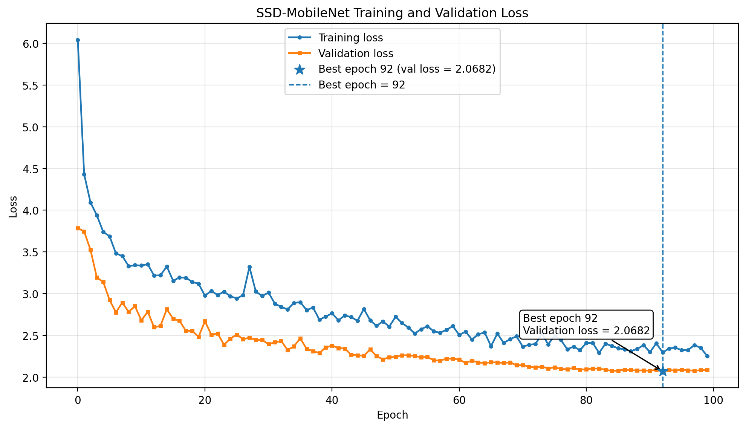 SSD-MobileNet Training and Validation Loss
Training loss
Validation loss
Best epoch 92 (val loss = 2.0682)
Best epoch = 92
6.0
5.5
5.0
4.5
4.0
3.5
3.0
2.5
2.0
Loss
Best epoch 92
Validation loss = 2.0682
0
20
40
60
80
100
Epoch